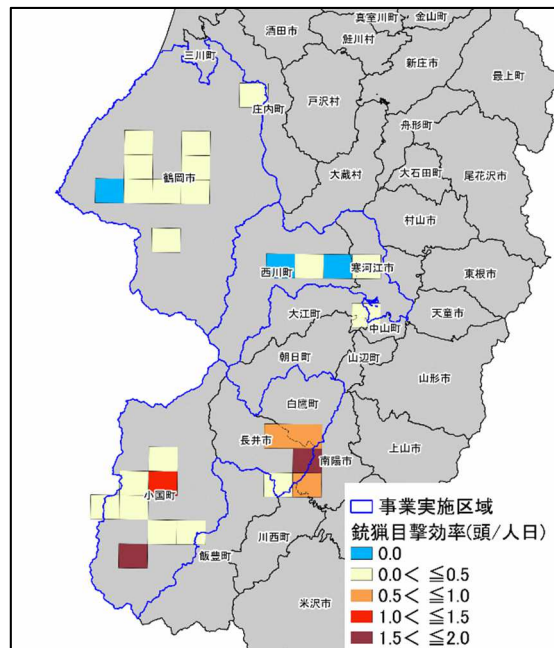 真室川町
金山町
酒田市
鮭川村
三川町
新庄市
最上町
庄内町
戸沢村
舟形町
大蔵村
大石田町
尾花沢市
鶴岡市
村山市
西川町
寒河江市
東根市
大江町
天童市
中山町
朝日町
山辺町
山形市
白鷹町
長井市
南陽市
上山市
小国町
飯豊町
川西町
米沢市
事業実施区域
銃猟目撃効率(頭/人日)
0.0
0.0< ≦0.5
0.5< ≦1.0
1.0< ≦1.5
1.5< ≦2.0